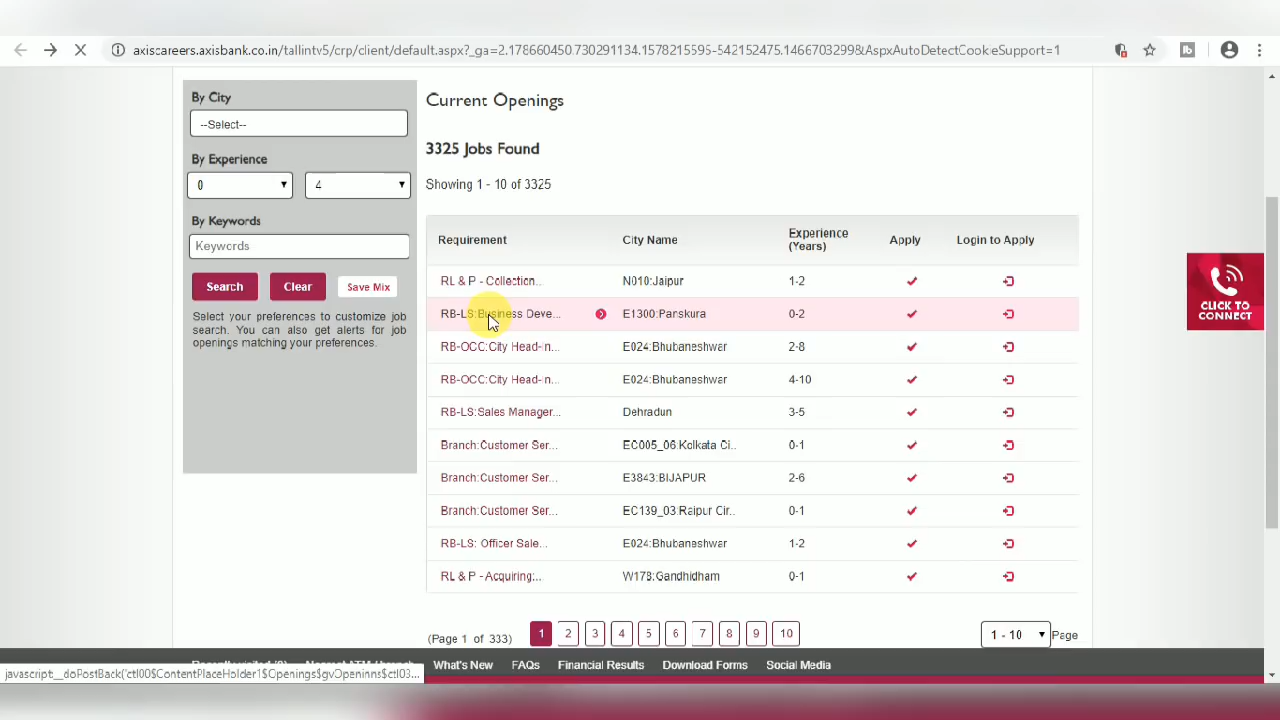 axiscareers.axisbank.co.in/tallintv5/crp/client/default.aspx?_ga=2.178660450.730291134.1578215595-542152475.1466703299&AspxAutoDetectCookieSupport=1
By City
--Select--
By Experience
0 4
By Keywords
Keywords
Search Clear Save Mix
Select your preferences to customize job
search. You can also get alerts for job
openings matching your preferences.
Current Openings
3325 Jobs Found
Showing 1 - 10 of 3325
Requirement City Name Experience (Years) Apply Login to Apply
RL & P - Collection... N010:Jaipur 1-2
RB-LS:Business Deve... E1300:Panskura 0-2
RB-OCC:City Head-In... E024:Bhubaneshwar 2-8
RB-OCC:City Head-In... E024:Bhubaneshwar 4-10
RB-LS:Sales Manager... Dehradun 3-5
Branch:Customer Ser... EC005_06:Kolkata Ci.. 0-1
Branch:Customer Ser... E3843:BIJAPUR 2-6
Branch:Customer Ser... EC139_03:Raipur Cir.. 0-1
RB-LS: Officer Sale... E024:Bhubaneshwar 1-2
RL & P - Acquiring;... W178:Gandhidham 0-1
(Page 1 of 333) 1 2 3 4 5 6 7 8 9 10 1 - 10 Page
CLICK TO
CONNECT
What's New FAQs Financial Results Download Forms Social Media
javascript:__doPostBack('ctl00$ContentPlaceHolder1$Openings$gvOpeninns$ctl03...